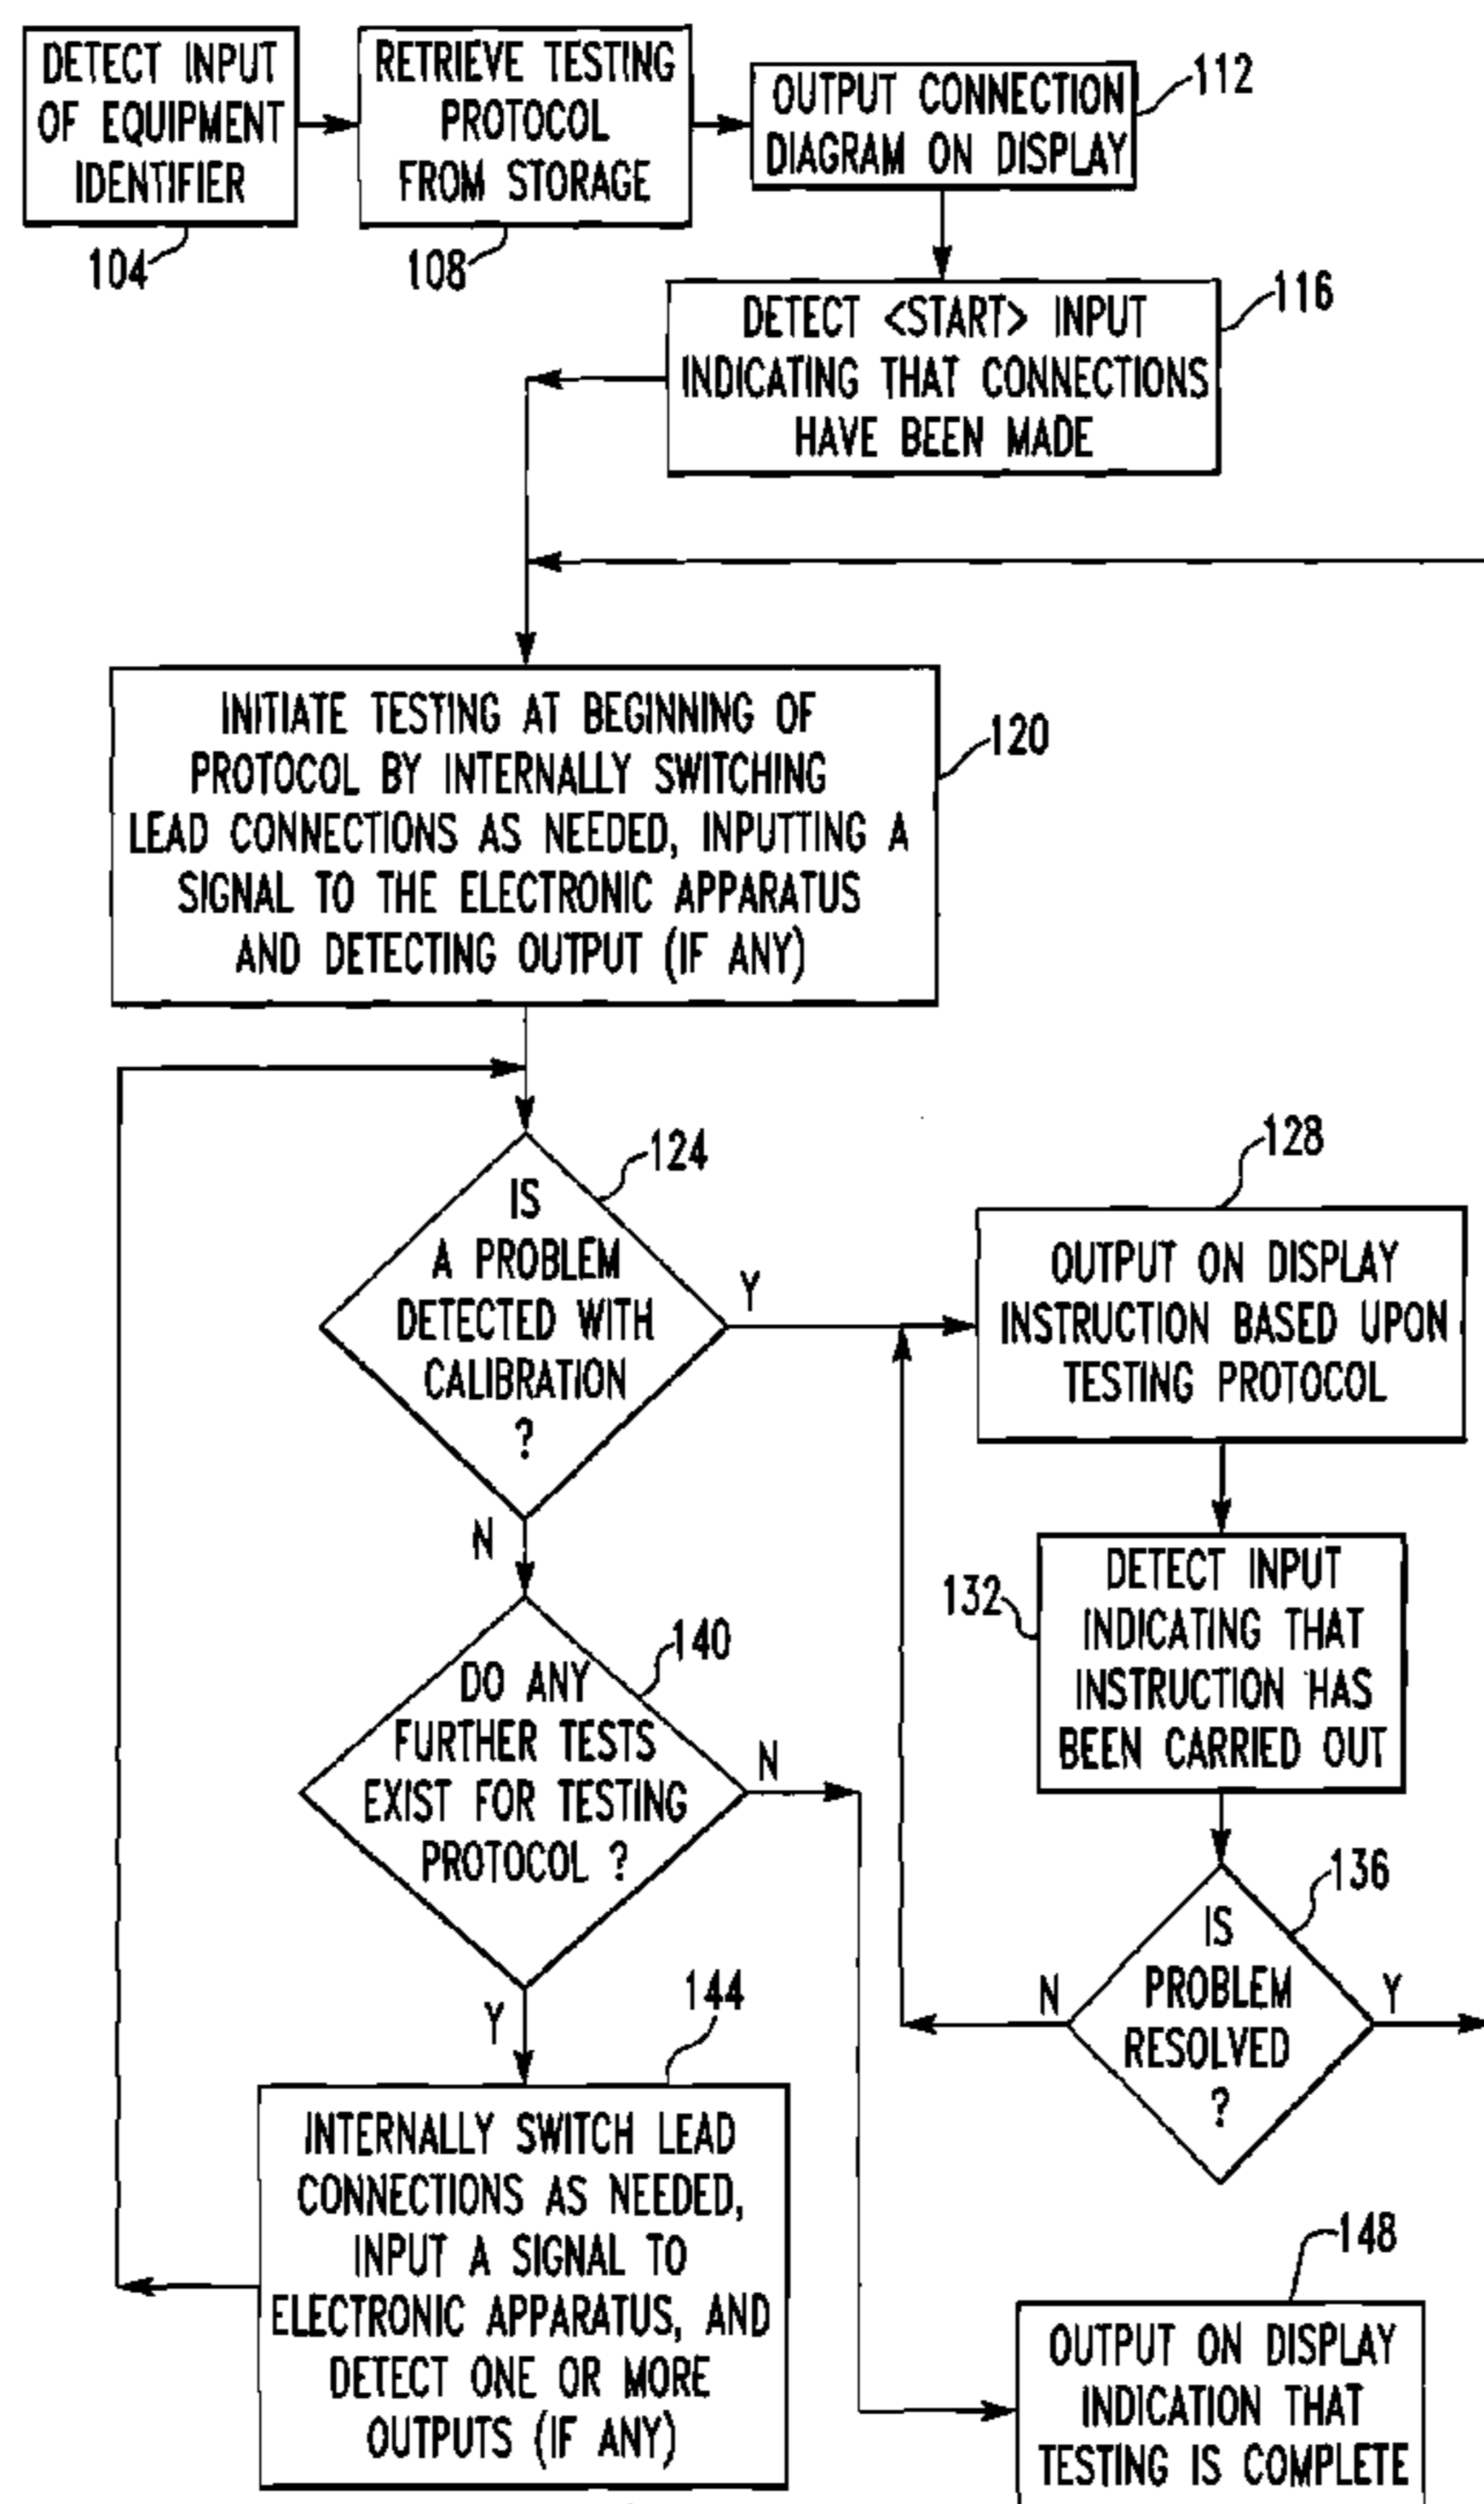 DETECT INPUT
OF EQUIPMENT
IDENTIFIER
104
RETRIEVE TESTING
PROTOCOL
FROM STORAGE
108
OUTPUT CONNECTION
DIAGRAM ON DISPLAY
112
DETECT <START> INPUT
INDICATING THAT CONNECTIONS
HAVE BEEN MADE
116
INITIATE TESTING AT BEGINNING OF
PROTOCOL BY INTERNALLY SWITCHING
LEAD CONNECTIONS AS NEEDED, INPUTTING A
SIGNAL TO THE ELECTRONIC APPARATUS
AND DETECTING OUTPUT (IF ANY)
120
IS
A PROBLEM
DETECTED WITH
CALIBRATION
?
124
Y
N
OUTPUT ON DISPLAY
INSTRUCTION BASED UPON
TESTING PROTOCOL
128
DETECT INPUT
INDICATING THAT
INSTRUCTION HAS
BEEN CARRIED OUT
132
IS
PROBLEM
RESOLVED
?
136
N
Y
DO ANY
FURTHER TESTS
EXIST FOR TESTING
PROTOCOL ?
140
N
Y
INTERNALLY SWITCH LEAD
CONNECTIONS AS NEEDED,
INPUT A SIGNAL TO
ELECTRONIC APPARATUS, AND
DETECT ONE OR MORE
OUTPUTS (IF ANY)
144
OUTPUT ON DISPLAY
INDICATION THAT
TESTING IS COMPLETE
148